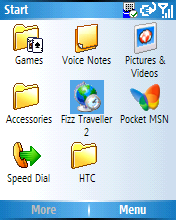 Start
Games
Voice Notes
Pictures &
Videos
Accessories
Fizz Traveller
2
Pocket MSN
Speed Dial
HTC
More
Menu